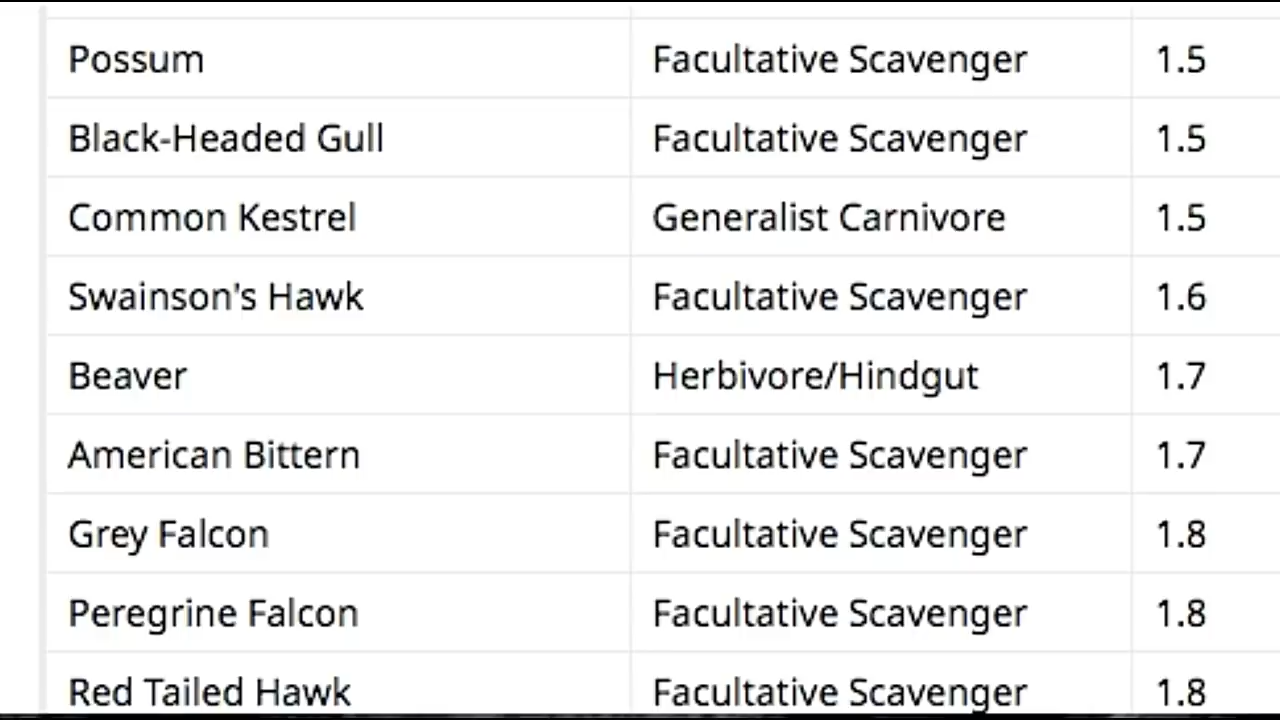 Possum Facultative Scavenger 1.5
Black-Headed Gull Facultative Scavenger 1.5
Common Kestrel Generalist Carnivore 1.5
Swainson's Hawk Facultative Scavenger 1.6
Beaver Herbivore/Hindgut 1.7
American Bittern Facultative Scavenger 1.7
Grey Falcon Facultative Scavenger 1.8
Peregrine Falcon Facultative Scavenger 1.8
Red Tailed Hawk Facultative Scavenger 1.8